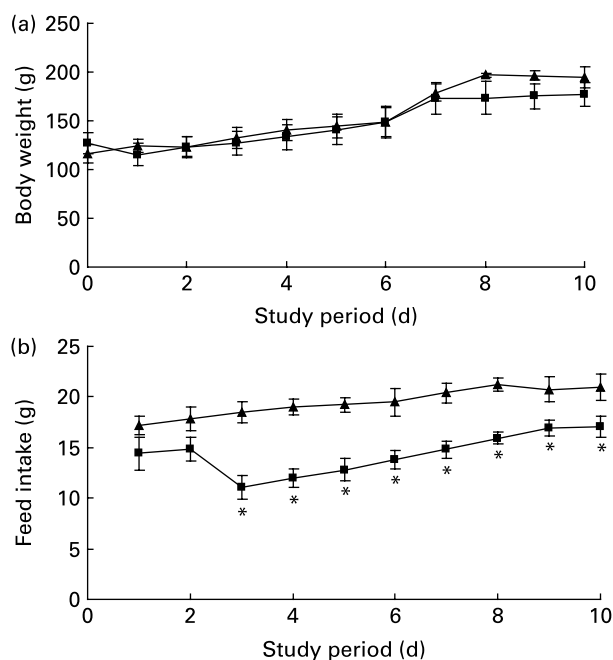 (a)
250
200
150
100
50
0
Body weight (g)
0 2 4 6 8 10
Study period (d)
(b)
25
20
15
10
5
0
Feed intake (g)
* * * * * * * *
0 2 4 6 8 10
Study period (d)